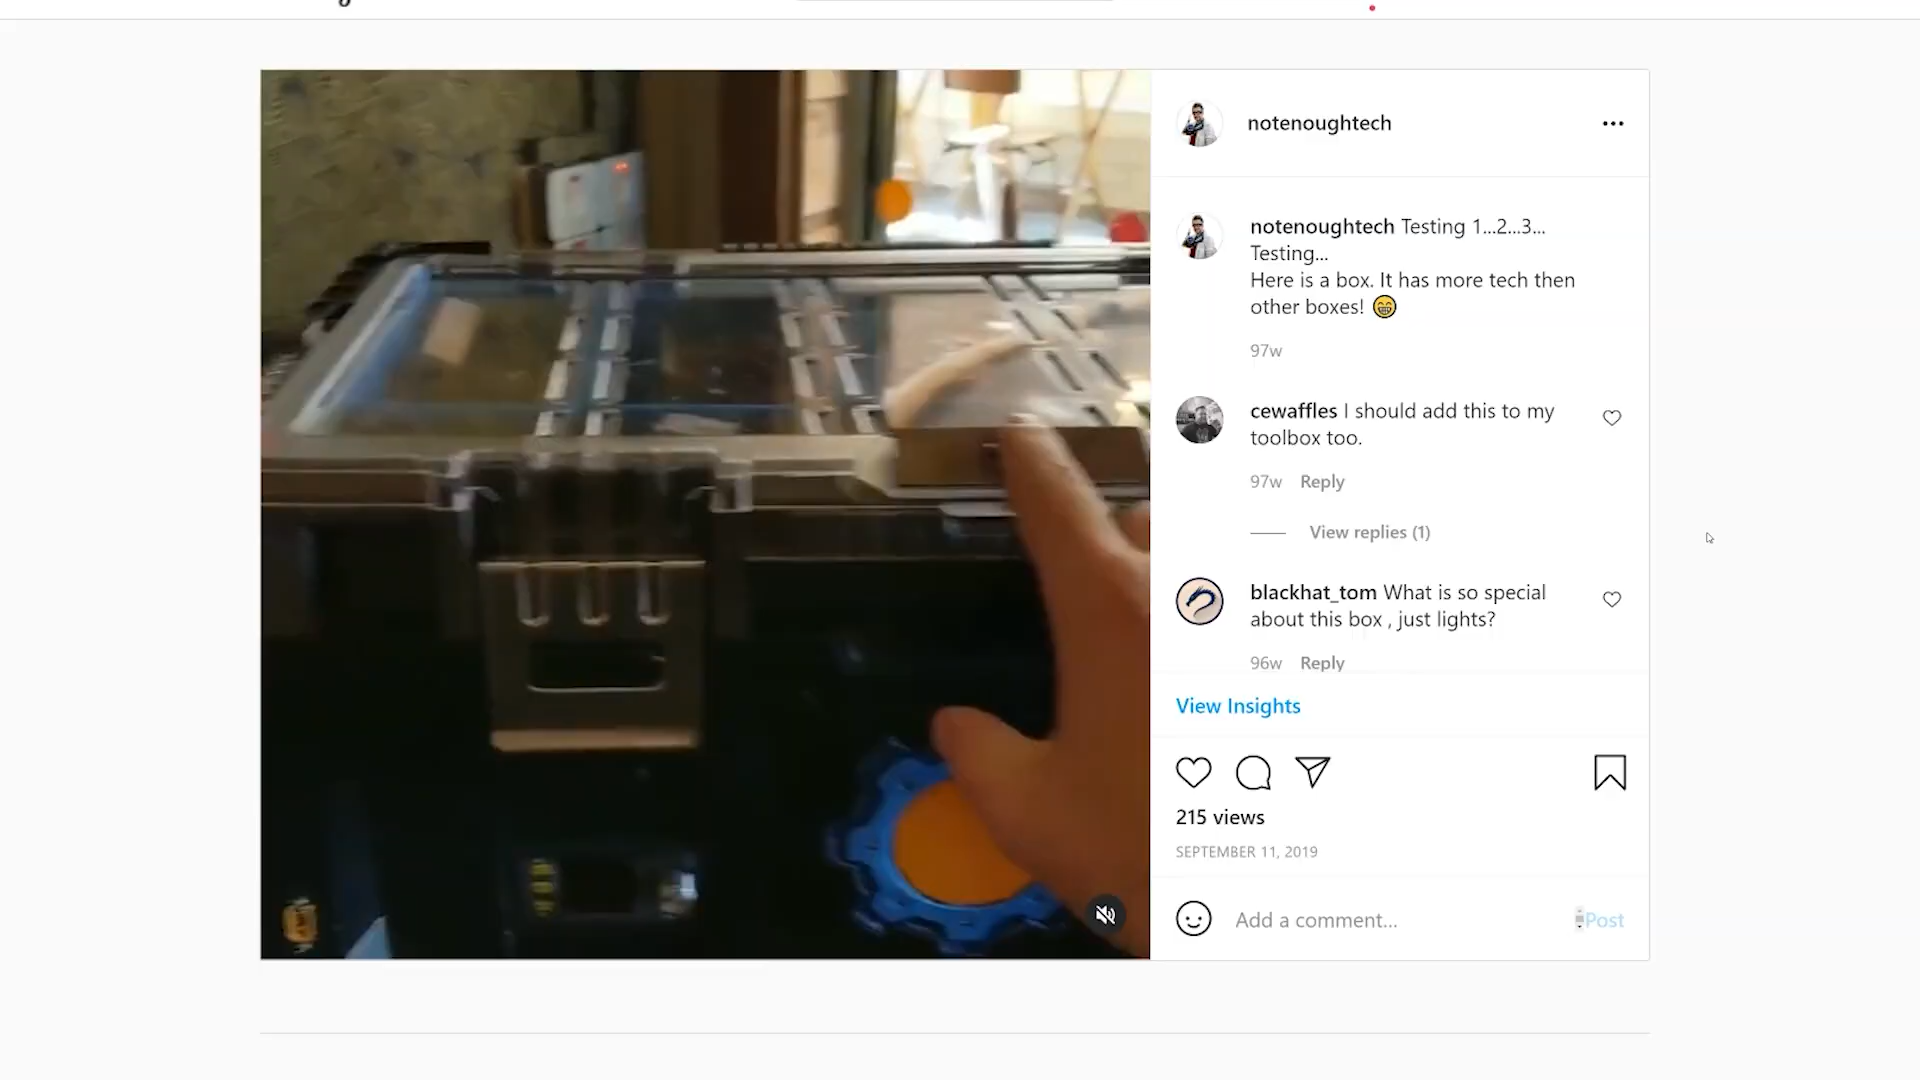 notenoughtech
notenoughtech Testing 1...2...3...
Testing...
Here is a box. It has more tech then
other boxes! 😁
97w
cewaffles I should add this to my
toolbox too.
97w Reply
View replies (1)
blackhat_tom What is so special
about this box , just lights?
96w Reply
View Insights
215 views
SEPTEMBER 11, 2019
Add a comment... Post